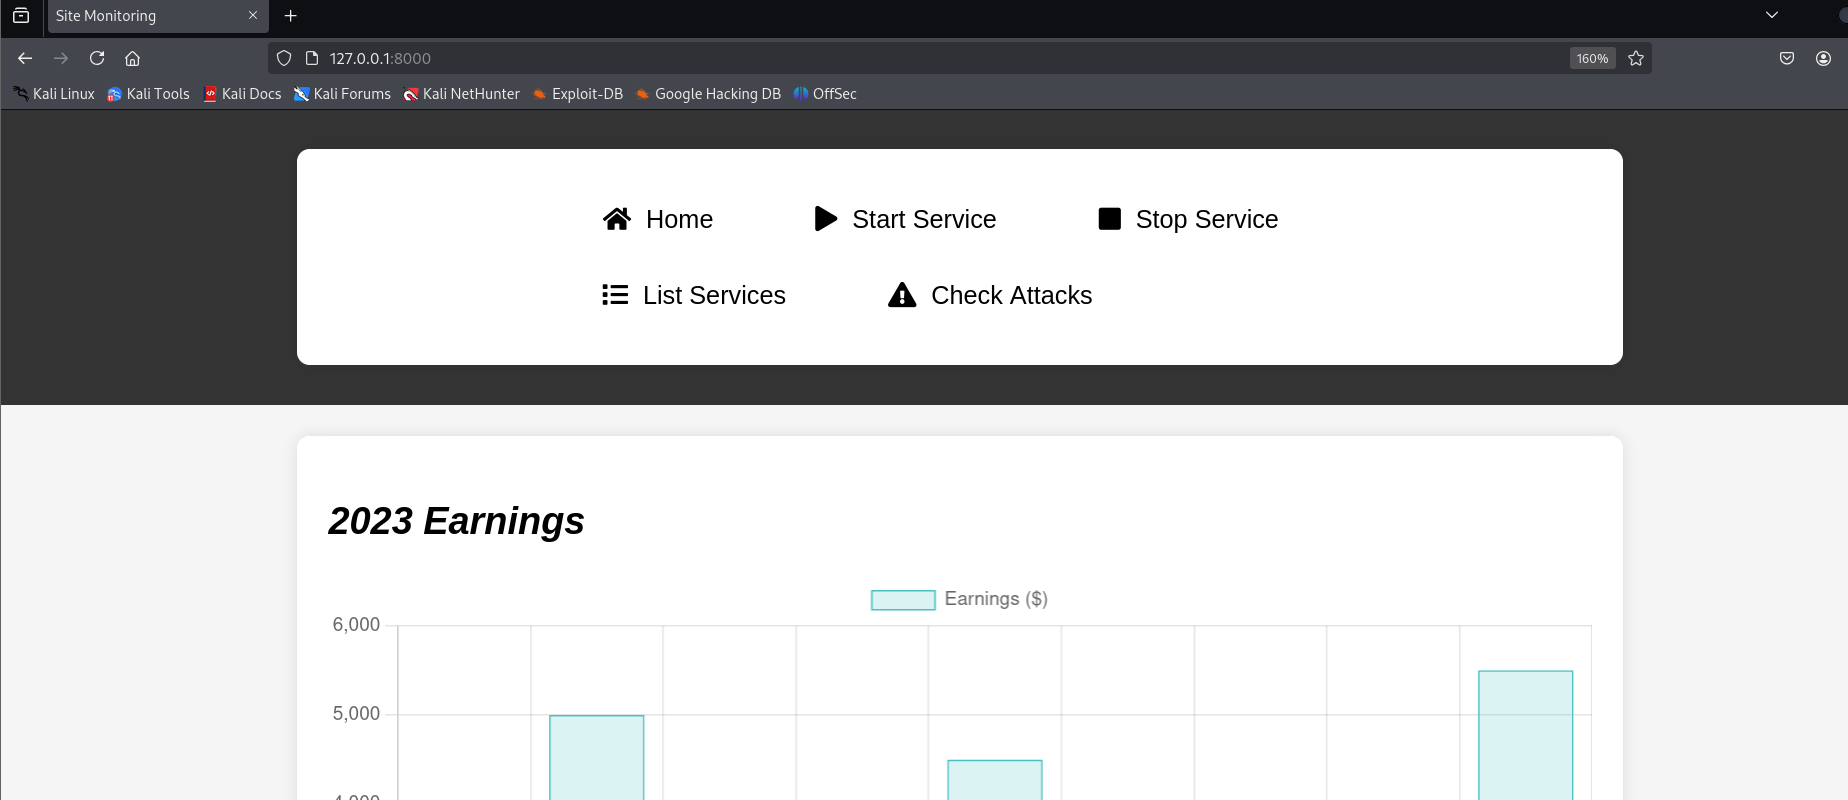 Site Monitoring
127.0.0.1:8000
160%
Kali Linux Kali Tools Kali Docs Kali Forums Kali NetHunter Exploit-DB Google Hacking DB OffSec
Home Start Service Stop Service
List Services Check Attacks
2023 Earnings
Earnings ($)
6,000
5,000
4,000